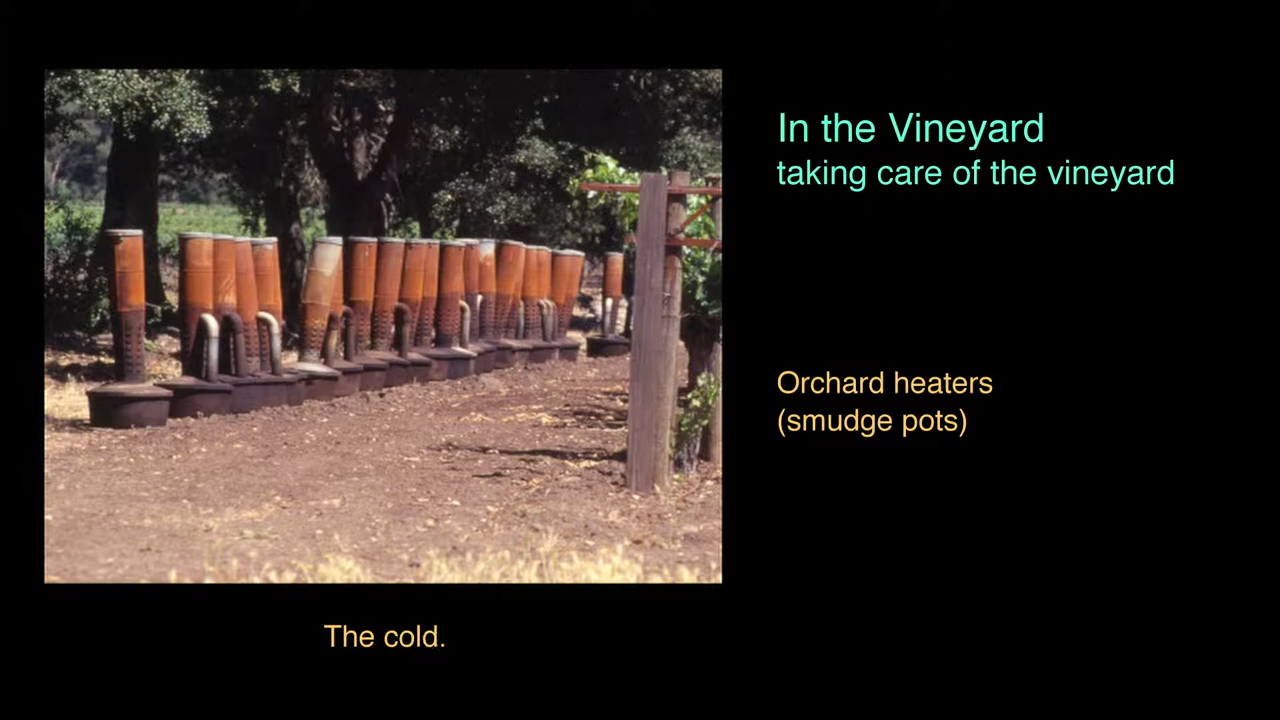 In the Vineyard
taking care of the vineyard
Orchard heaters
(smudge pots)
The cold.